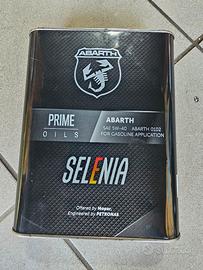 ABARTH
PRIME
OILS
ABARTH
SAE 5W-40 ABARTH 0102
FOR GASOLINE APPLICATION
SELENIA
Offered by Mopar,
Engineered by PETRONAS